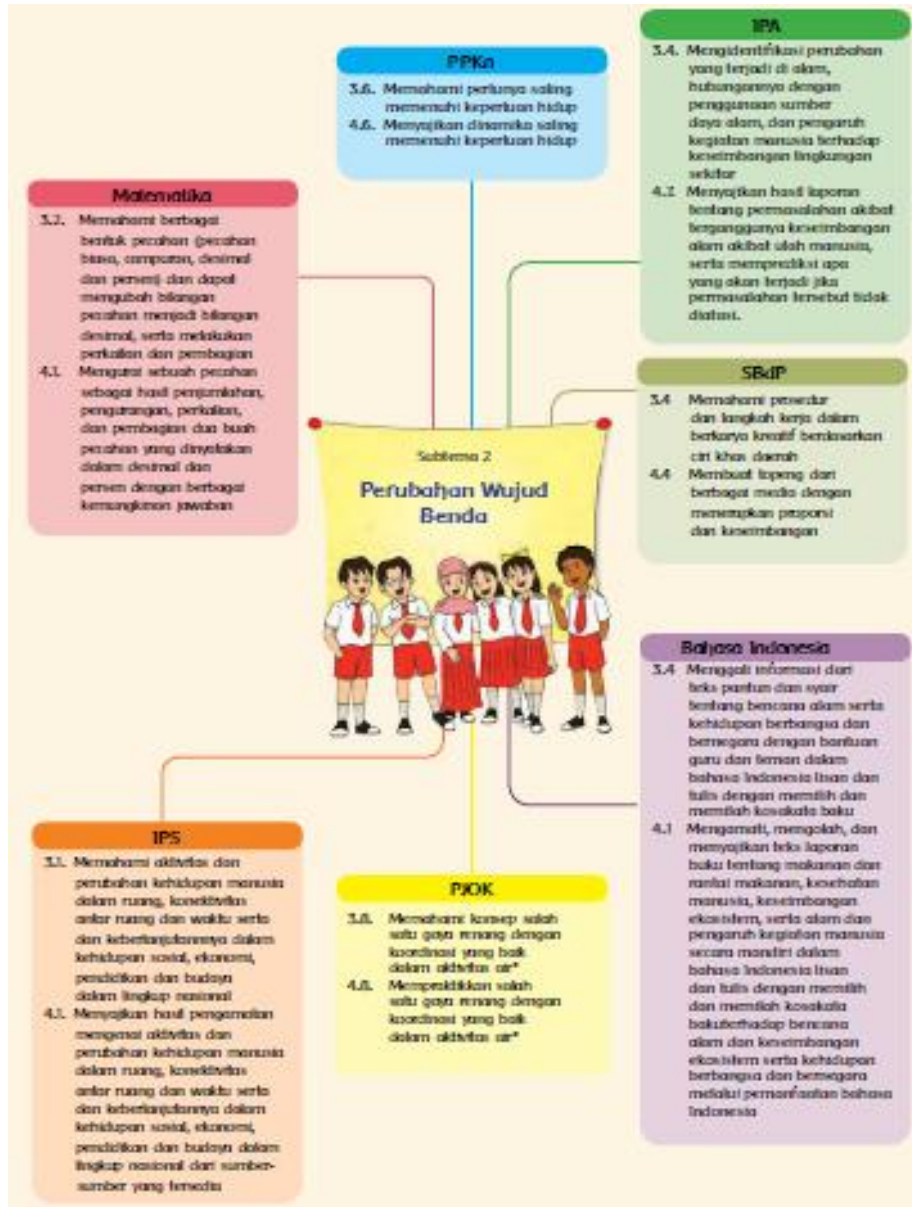 IPA
3.4. Mengidentifikasi perubahan
yang terjadi di alam,
hubungannya dengan
penggunaan sumber
daya alam, dan pengaruh
kegiatan manusia terhadap
keseimbangan lingkungan
sekitar
4.7 Menyajikan hasil laporan
tentang permasalahan akibat
terganggunya keseimbangan
alam akibat ulah manusia,
serta memprediksi apa
yang akan terjadi jika
permasalahan tersebut tidak
diatasi.
PPKn
3.6. Memahami perlunya saling
memenuhi keperluan hidup
4.6. Menyajikan dinamika saling
memenuhi keperluan hidup
Matematika
3.2. Memahami berbagai
bentuk pecahan (pecahan
biasa, campuran, desimal
dan persen) dan dapat
mengubah bilangan
pecahan menjadi bilangan
desimal, serta melakukan
perkalian dan pembagian
4.1. Mengurai sebuah pecahan
sebagai hasil penjumlahan,
pengurangan, perkalian,
dan pembagian dua buah
pecahan yang dinyatakan
dalam desimal dan
persen dengan berbagai
kemungkinan jawaban
SBdP
3.4 Memahami prosedur
dan langkah kerja dalam
berkarya kreatif berdasarkan
ciri khas daerah
4.4 Membuat topeng dari
berbagai media dengan
menerapkan proporsi
dan keseimbangan
Subtema 2
Perubahan Wujud
Benda
Bahasa Indonesia
3.4 Menggali informasi dari
teks pantun dan syair
tentang bencana alam serta
kehidupan berbangsa dan
bernegara dengan bantuan
guru dan teman dalam
bahasa Indonesia lisan dan
tulis dengan memilih dan
memilah kosakata baku
4.1 Mengamati, mengolah, dan
menyajikan teks laporan
buku tentang makanan dan
rantai makanan, kesehatan
manusia, keseimbangan
ekosistem, serta alam dan
pengaruh kegiatan manusia
secara mandiri dalam
bahasa Indonesia lisan
dan tulis dengan memilih
dan memilah kosakata
bakuterhadap bencana
alam dan keseimbangan
ekosistem serta kehidupan
berbangsa dan bernegara
melalui pemanfaatan bahasa
Indonesia
IPS
3.1. Memahami aktivitas dan
perubahan kehidupan manusia
dalam ruang, konektivitas
antar ruang dan waktu serta
dan keberlanjutannnya dalam
kehidupan sosial, ekonomi,
pendidikan dan budaya
dalam lingkup nasional
4.1. Menyajikan hasil pengamatan
mengenai aktivitas dan
perubahan kehidupan manusia
dalam ruang, konektivitas
antar ruang dan waktu serta
dan keberlanjutannya dalam
kehidupan sosial, ekonomi,
pendidikan dan budaya dalam
lingkup nasional dari sumber-
sumber yang tersedia
PJOK
3.8. Memahami konsep salah
satu gaya renang dengan
koordinasi yang baik
dalam aktivitas air*
4.8. Mempraktikkan salah
satu gaya renang dengan
koordinasi yang baik
dalam aktivitas air*